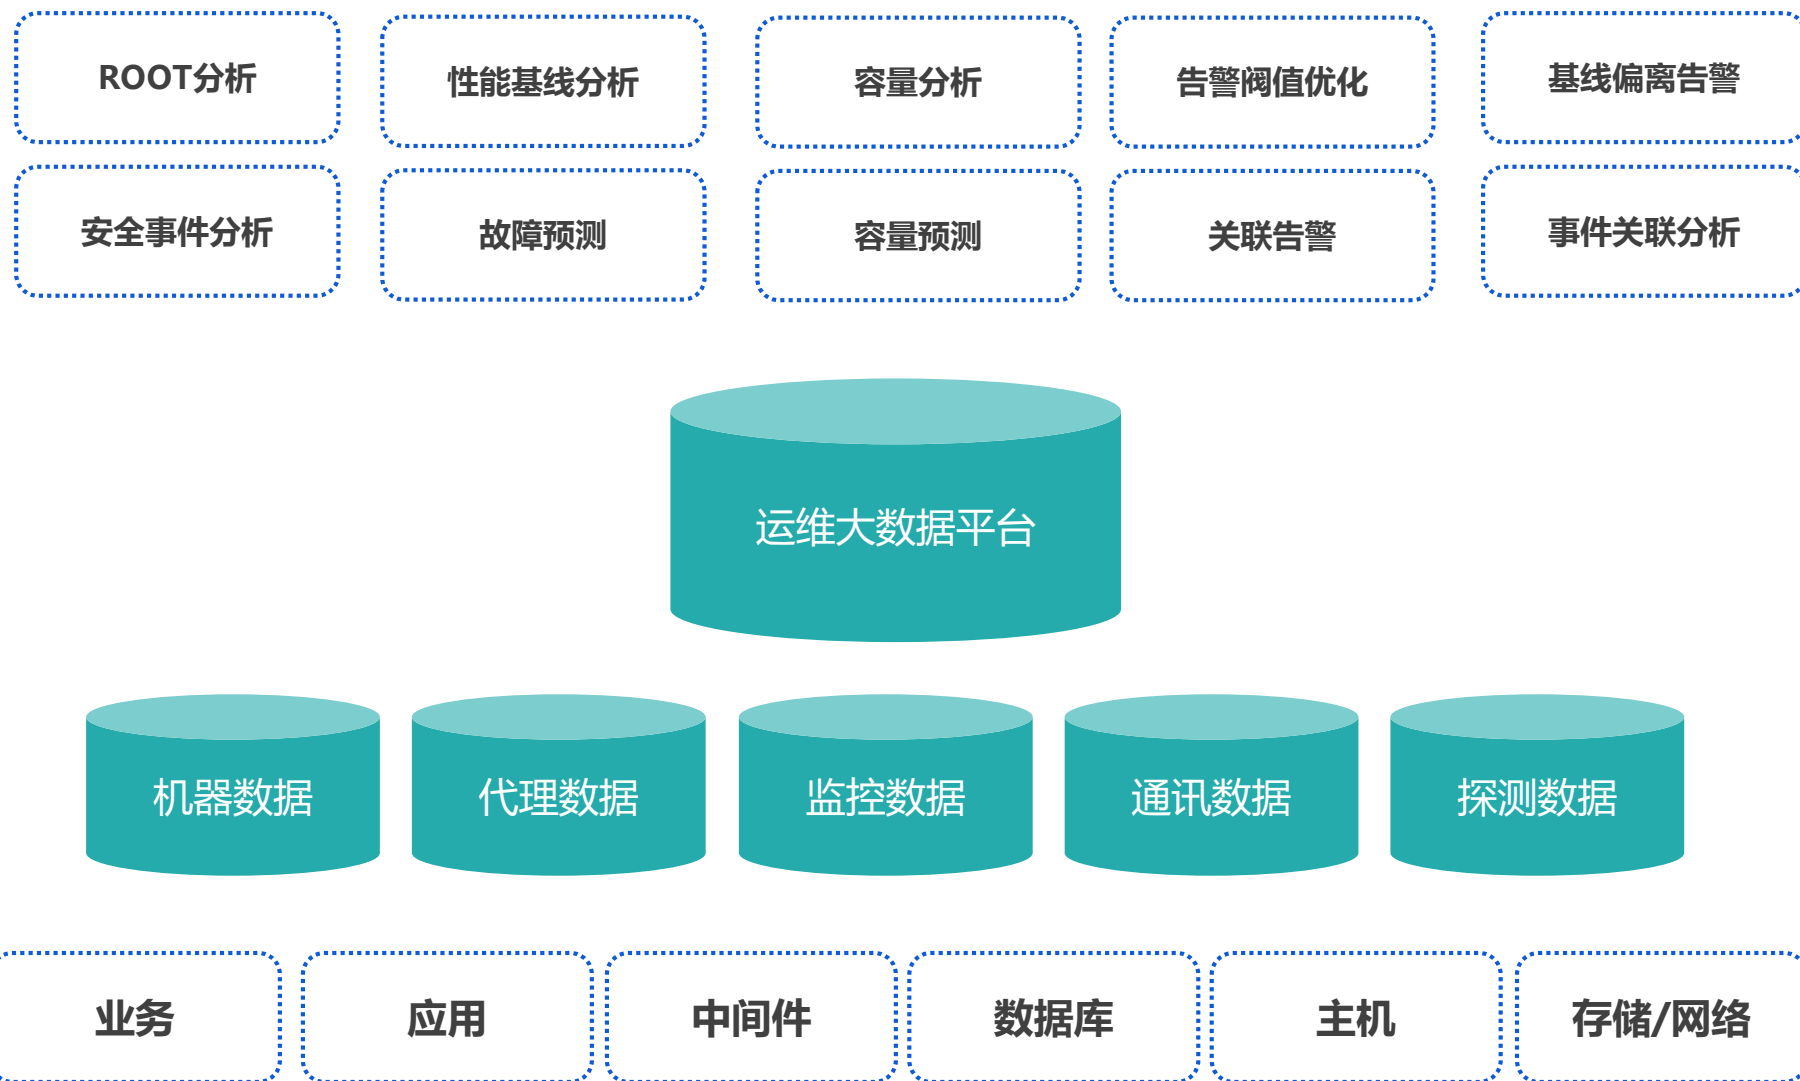 ROOT分析
性能基线分析
容量分析
告警阀值优化
基线偏离告警
安全事件分析
故障预测
容量预测
关联告警
事件关联分析
运维大数据平台
机器数据
代理数据
监控数据
通讯数据
探测数据
业务
应用
中间件
数据库
主机
存储/网络